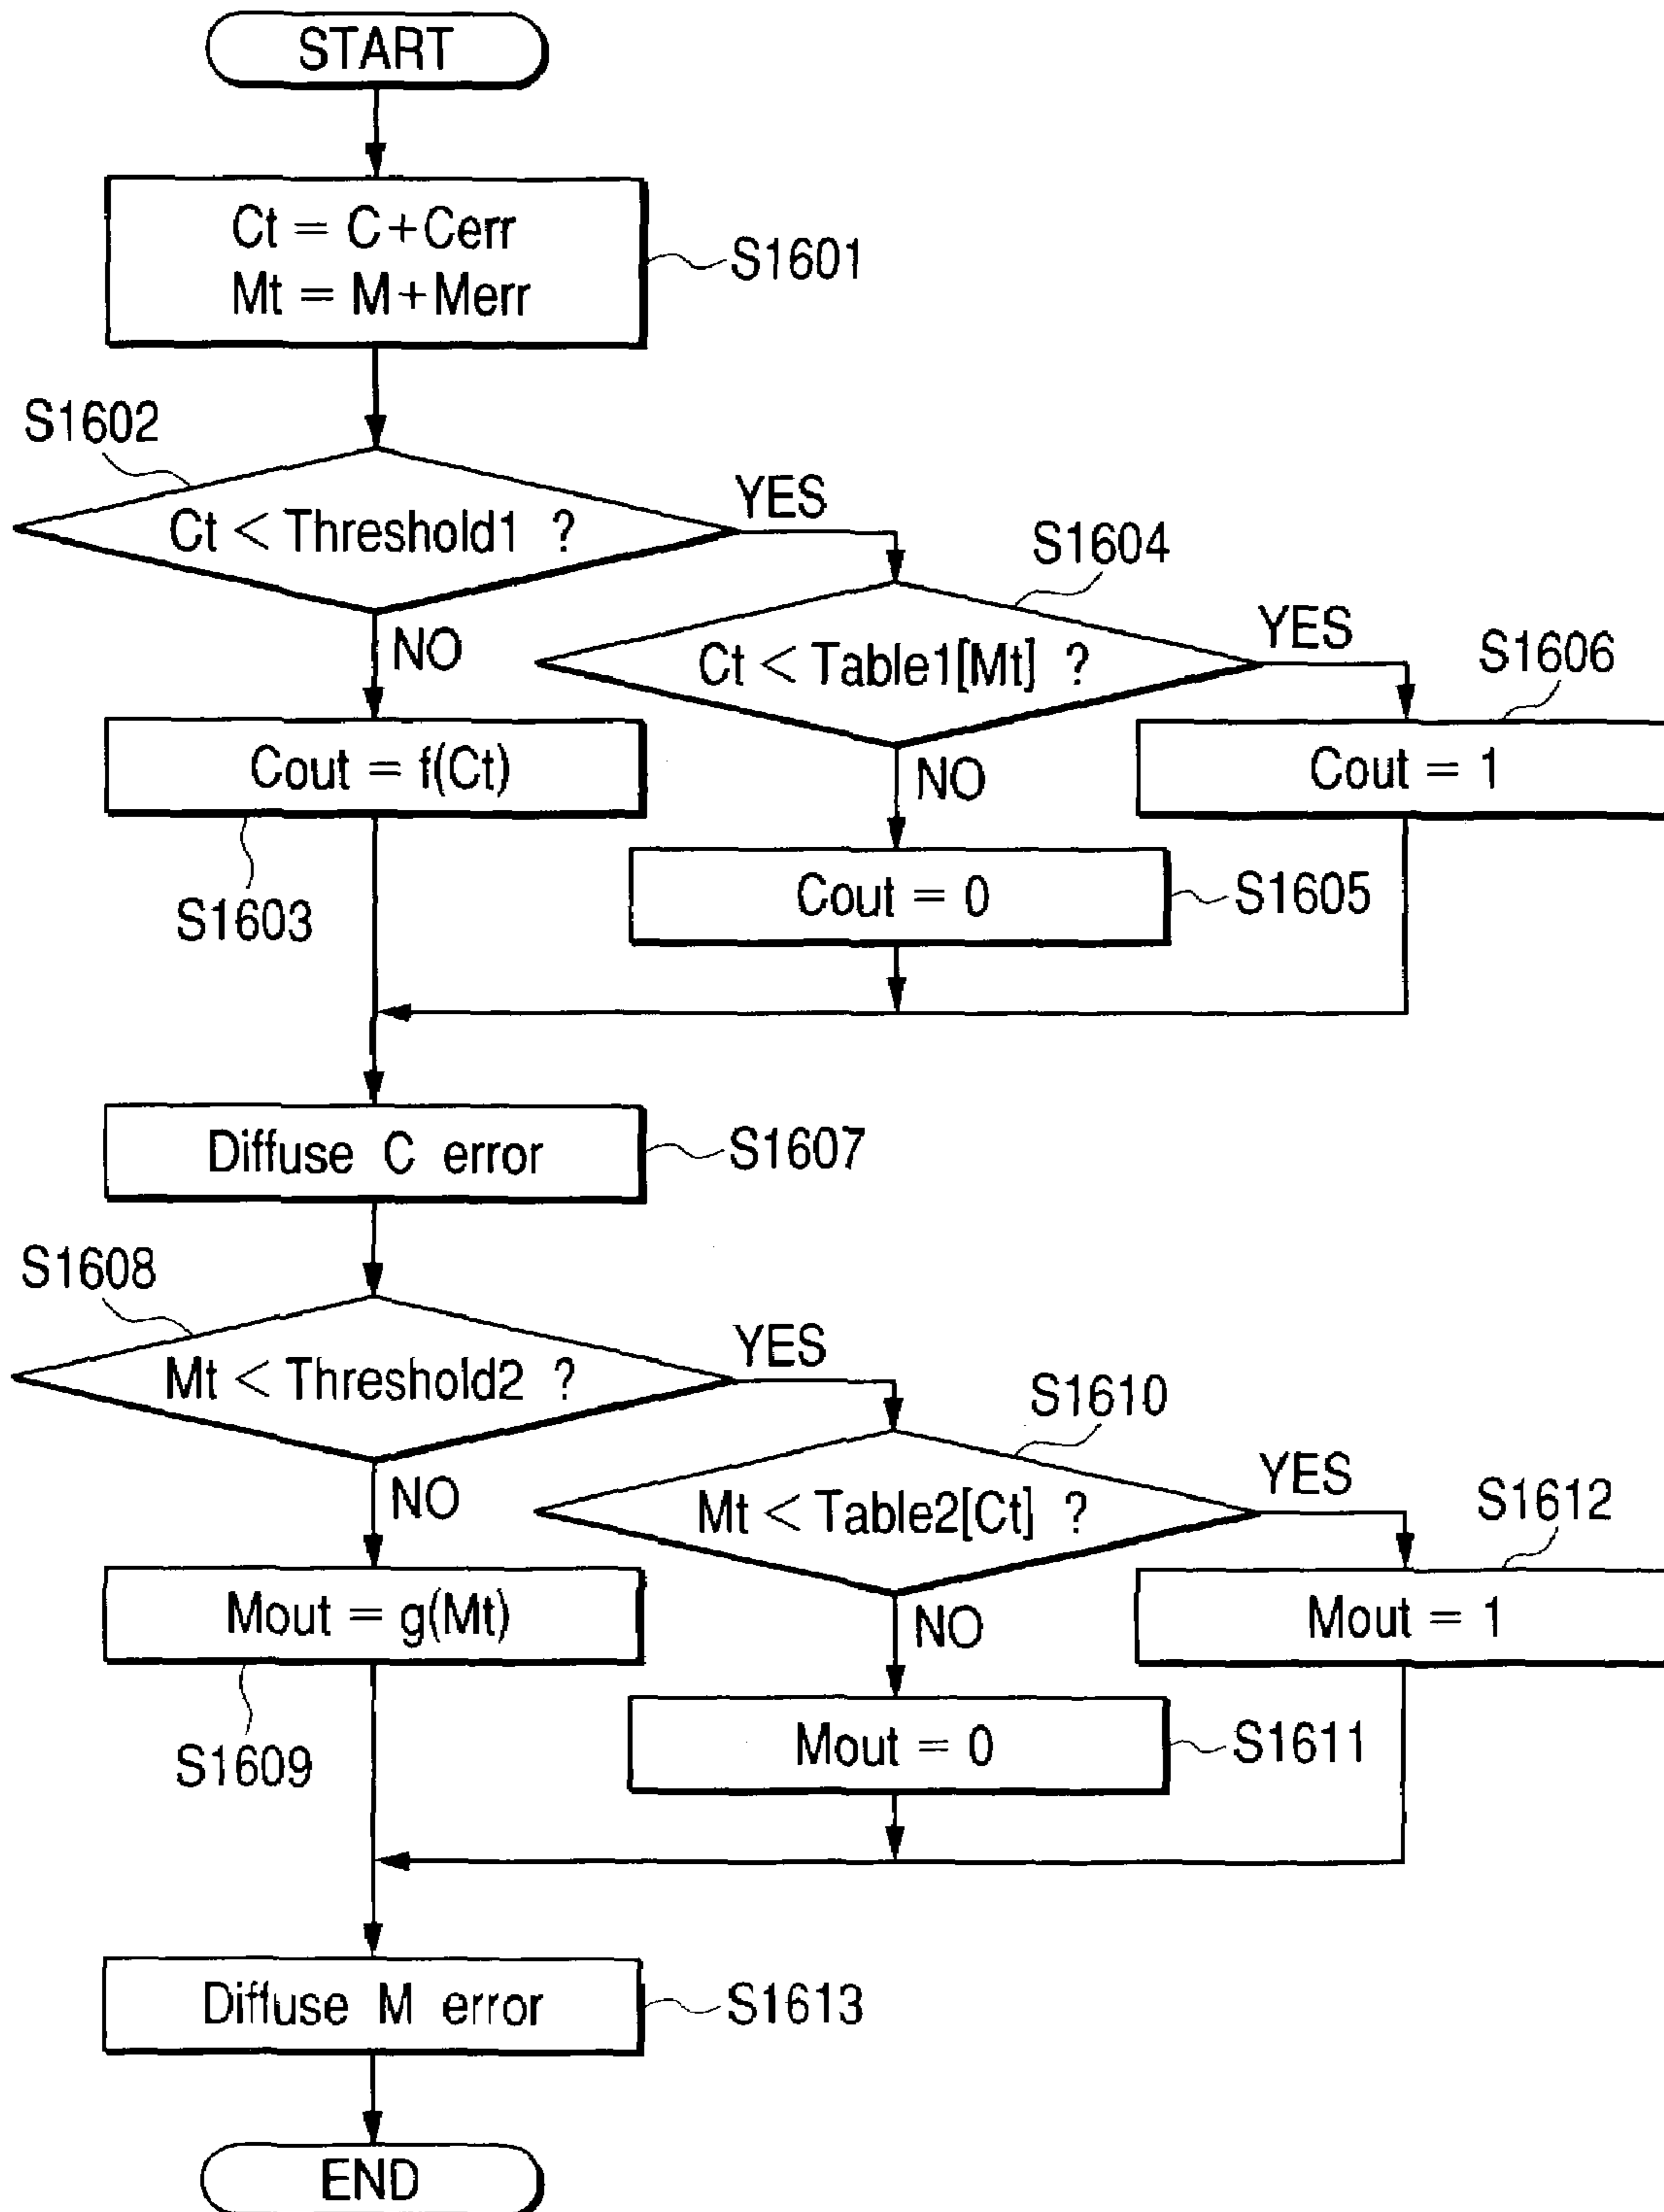 START
Ct = C+Cerr
Mt = M+Merr
S1601
S1602
Ct < Threshold1 ?
YES
NO
S1604
Ct < Table1[Mt] ?
YES
NO
S1606
Cout = f(Ct)
Cout = 1
S1603
Cout = 0
S1605
Diffuse C error
S1607
S1608
Mt < Threshold2 ?
YES
NO
S1610
Mt < Table2[Ct] ?
YES
NO
S1612
Mout = g(Mt)
Mout = 1
S1609
Mout = 0
S1611
Diffuse M error
S1613
END